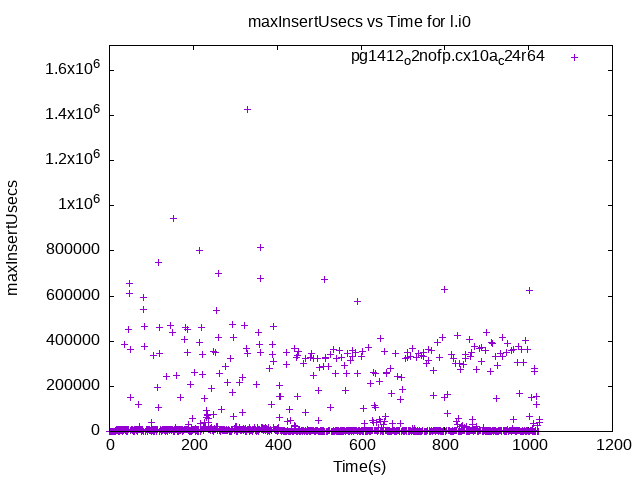 maxInsertUsecs vs Time for l.i0
pg1412_o2nofp.cx10a_c24r64
1.6x10^6
1.4x10^6
1.2x10^6
1x10^6
800000
600000
400000
200000
0
maxInsertUsecs
0 200 400 600 800 1000 1200
Time(s)